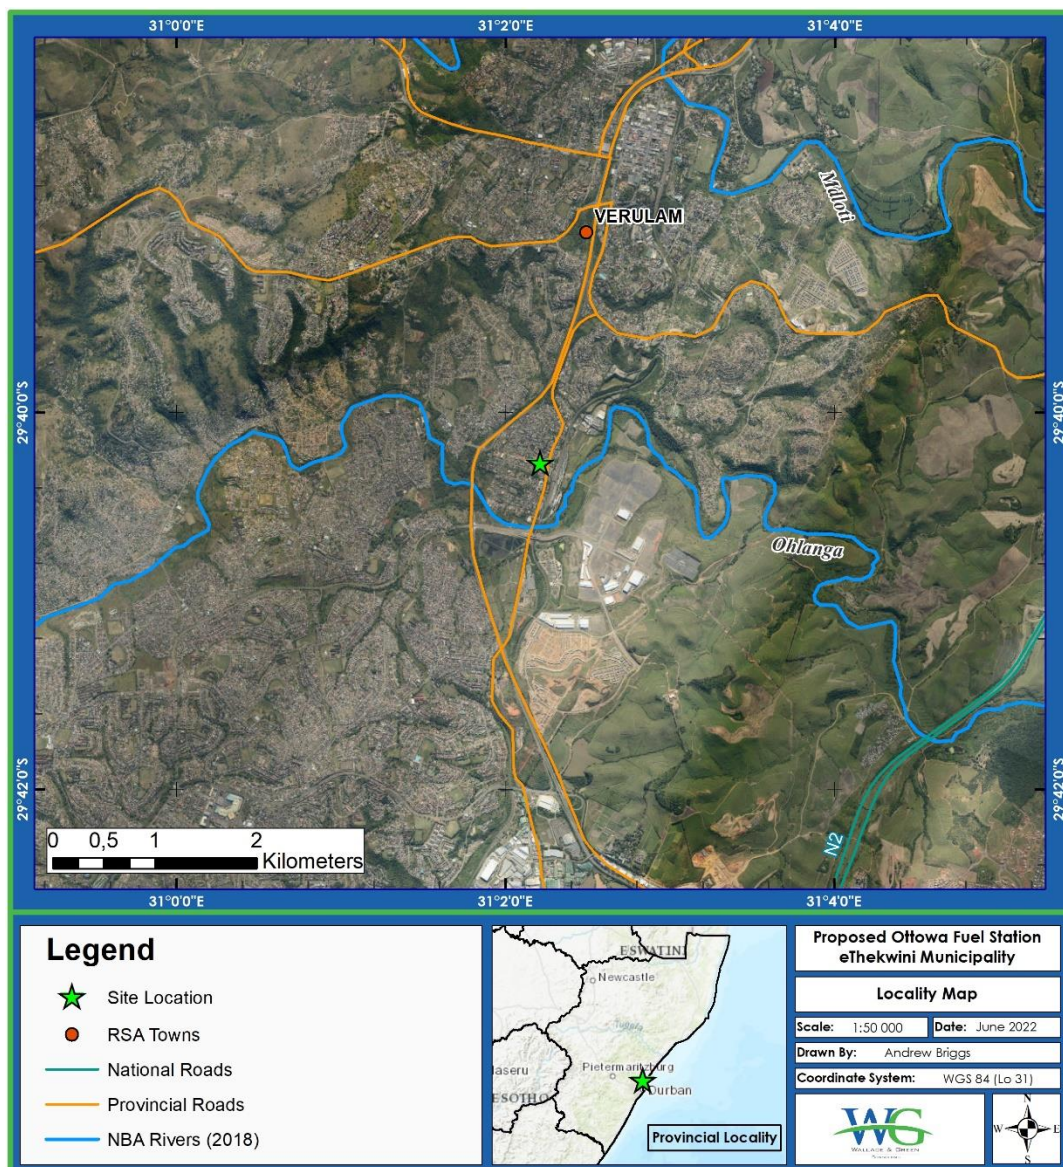 31°0'0"E 31°2'0"E 31°4'0"E
Mdloti
VERULAM
29°40'0"S 29°40'0"S
Ohlanga
29°42'0"S 29°42'0"S
N2
0 0,5 1 2
Kilometers
31°0'0"E 31°2'0"E 31°4'0"E
Legend
Site Location
RSA Towns
National Roads
Provincial Roads
NBA Rivers (2018)
ESWATINI
Newcastle
Tugela
Pietermaritzburg
laseru
Durban
ESOTHO
Provincial Locality
Proposed Ottowa Fuel Station
eThekwini Municipality
Locality Map
Scale: 1:50 000 Date: June 2022
Drawn By: Andrew Briggs
Coordinate System: WGS 84 (Lo 31)
WG
WALLACE & GREEN
N
W E
S